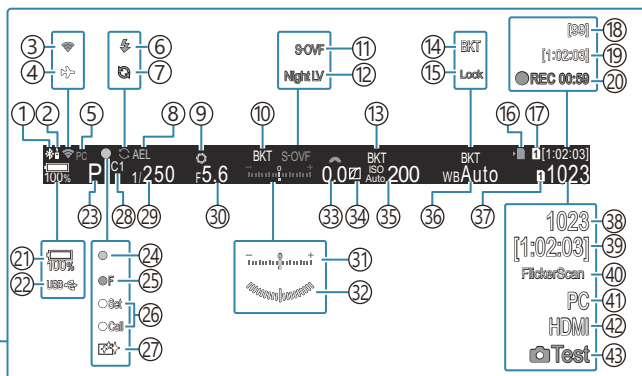 ③ ④ ⑥ ⑦
S-OVF ⑪
Night LV ⑫
⑭ BKT
⑮ Lock
[99] ⑱
[1:02:03] ⑲
REC 00:59 ⑳
① ② ⑤ ⑧ ⑨ ⑩ ⑬ ⑯ ⑰
PC AEL BKT S-OVF BKT BKT 1 [1:02:03]
100% P C1 1/250 F5.6 - 0 + 0.0 ISO Auto 200 WB Auto 1023
㉓ ㉘ ㉙ ㉚ ㉝ ㉞ ㉟ ㊱ ㊲
㉑ 100%
㉒ USB
㉔
F ㉕
Set
Call ㉖
㉗
- 0 + ㉛
㉜
1023 ㊳
[1:02:03] ㊴
FlickerScan ㊵
PC ㊶
HDMI ㊷
Test ㊸